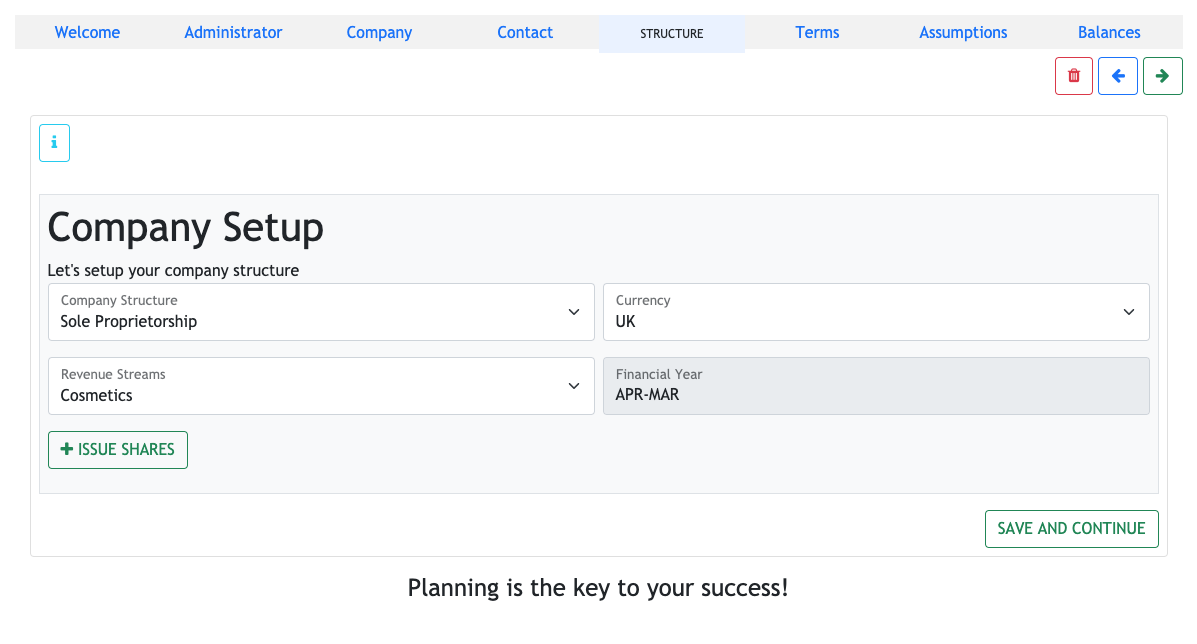 Welcome Administrator Company Contact STRUCTURE Terms Assumptions Balances
i
Company Setup
Let's setup your company structure
Company Structure
Sole Proprietorship
Currency
UK
Revenue Streams
Cosmetics
Financial Year
APR-MAR
ISSUE SHARES
SAVE AND CONTINUE
Planning is the key to your success!